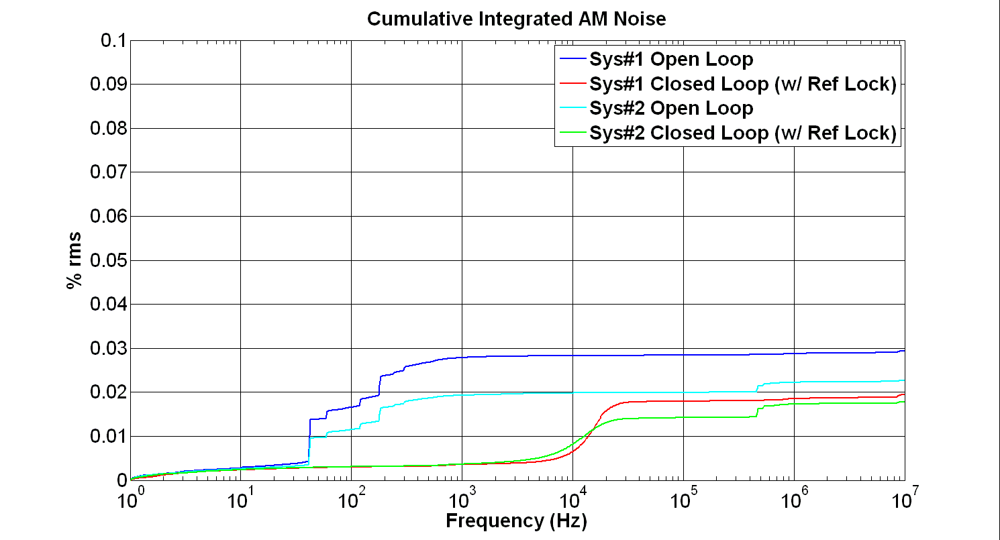 Cumulative Integrated AM Noise
0.1
0.09
0.08
0.07
0.06
0.05
0.04
0.03
0.02
0.01
0
% rms
Sys#1 Open Loop
Sys#1 Closed Loop (w/ Ref Lock)
Sys#2 Open Loop
Sys#2 Closed Loop (w/ Ref Lock)
10^0 10^1 10^2 10^3 10^4 10^5 10^6 10^7
Frequency (Hz)